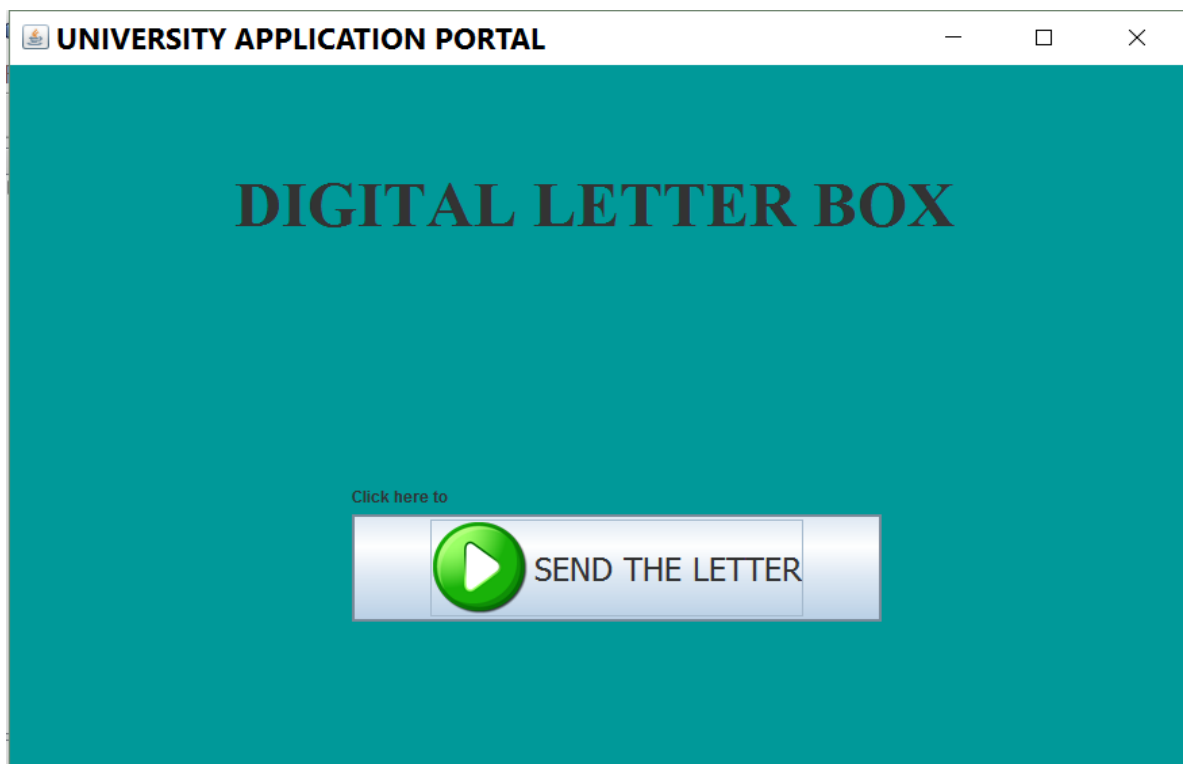 UNIVERSITY APPLICATION PORTAL
DIGITAL LETTER BOX
Click here to
SEND THE LETTER